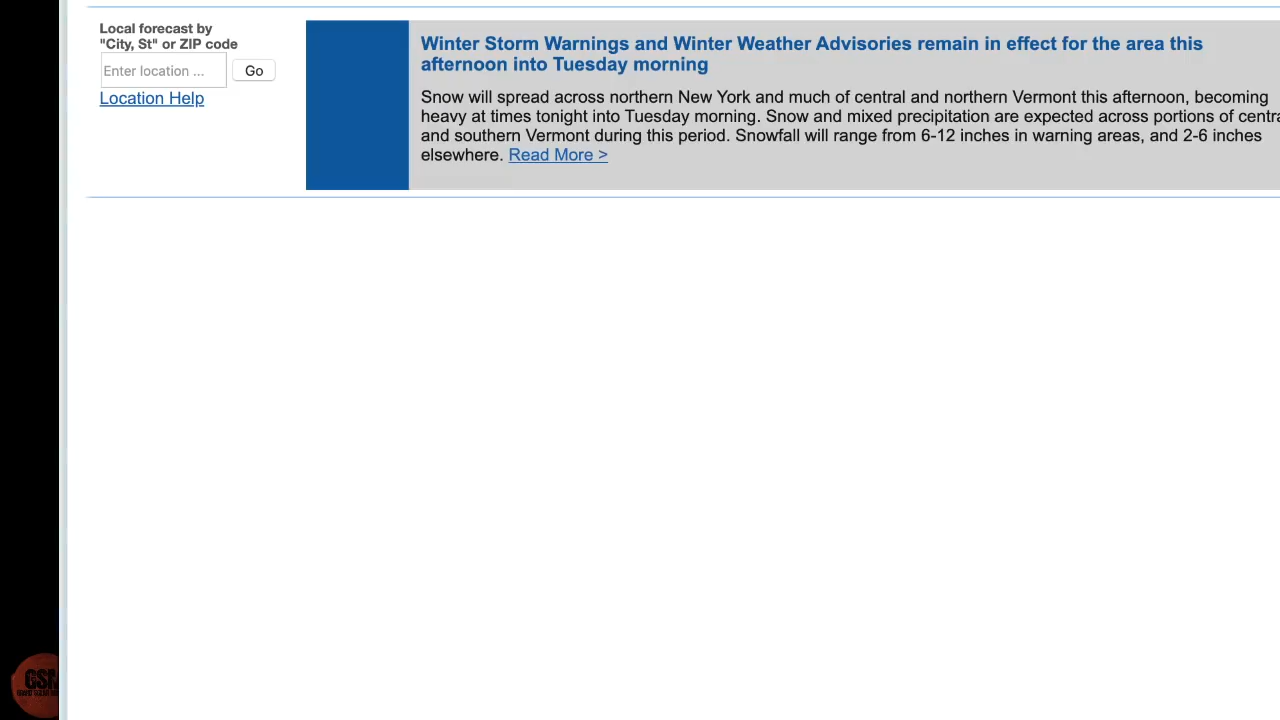 Local forecast by
"City, St" or ZIP code
Enter location ...
Go
Location Help
Winter Storm Warnings and Winter Weather Advisories remain in effect for the area this
afternoon into Tuesday morning
Snow will spread across northern New York and much of central and northern Vermont this afternoon, becoming
heavy at times tonight into Tuesday morning. Snow and mixed precipitation are expected across portions of
and southern Vermont during this period. Snowfall will range from 6-12 inches in warning areas, and 2-6 inches
elsewhere. Read More >